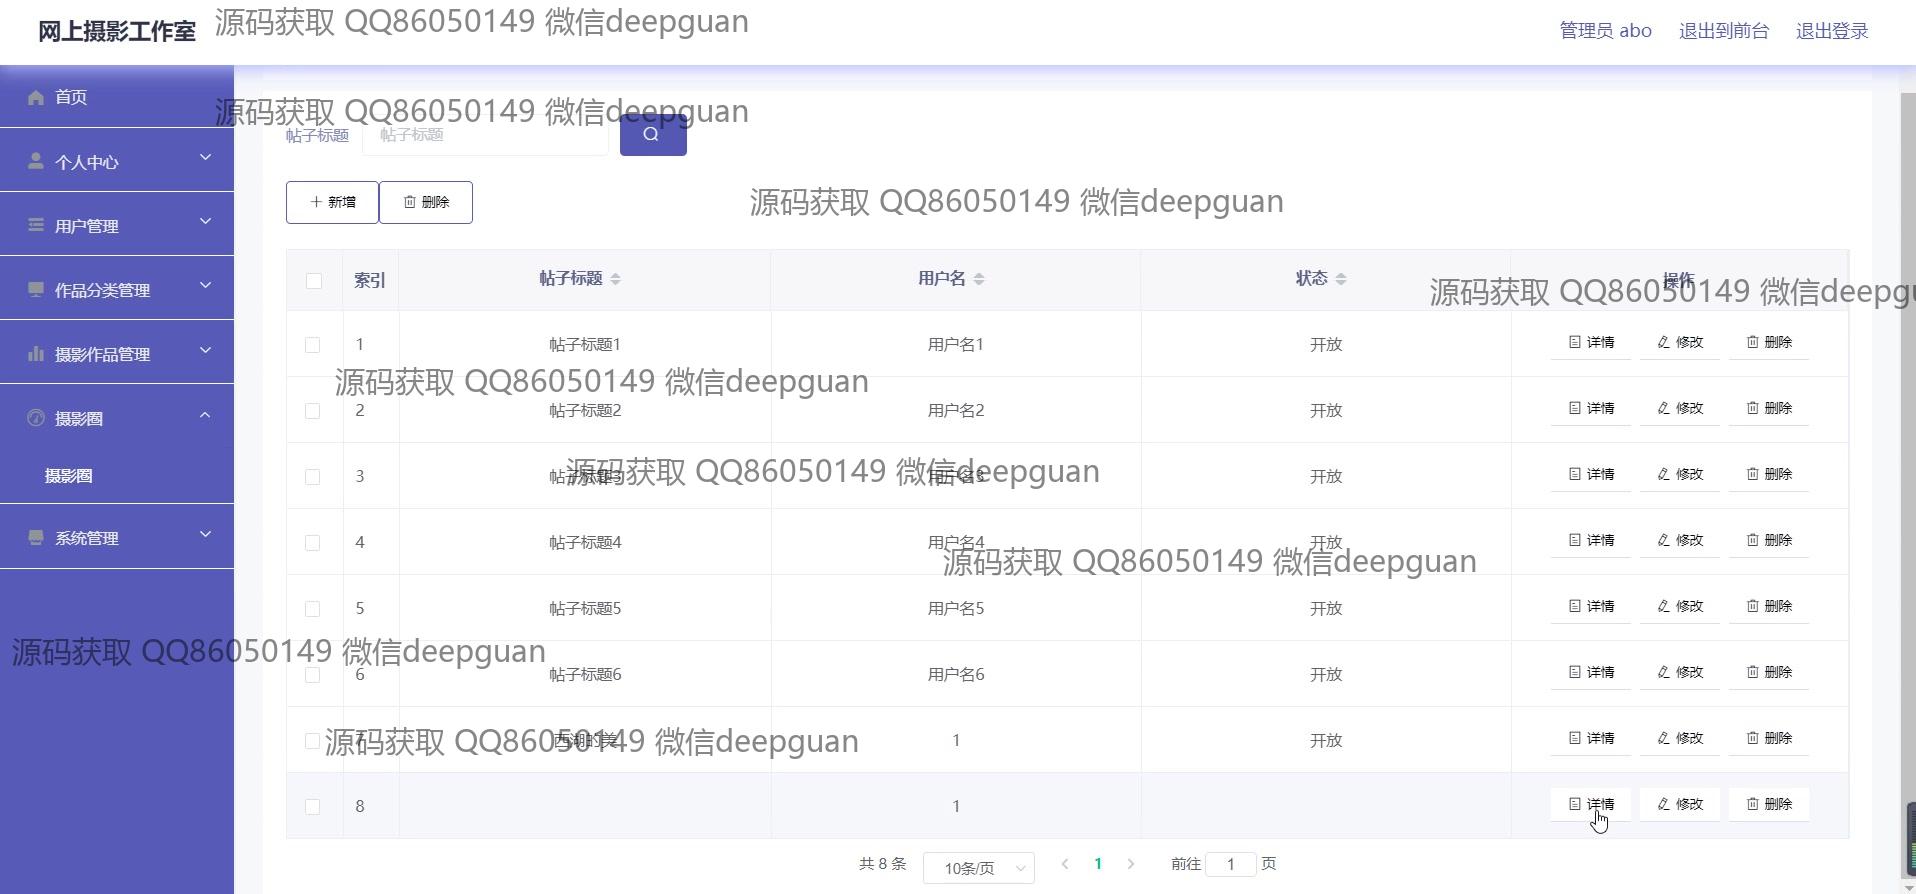 网上摄影工作室
源码获取 QQ86050149 微信deepguan
管理员 abo
退出到前台
退出登录
首页
个人中心
用户管理
作品分类管理
摄影作品管理
摄影圈
摄影圈
系统管理
源码获取 QQ86050149 微信deepguan
帖子标题
帖子标题
新增
删除
源码获取 QQ86050149 微信deepguan
索引 帖子标题 用户名 状态 操作
源码获取 QQ86050149 微信deepgu
1 帖子标题1 用户名1 开放 详情 修改 删除
源码获取 QQ86050149 微信deepguan
2 帖子标题2 用户名2 开放 详情 修改 删除
3 帖子标题3 用户名3 开放 详情 修改 删除
源码获取 QQ86050149 微信deepguan
4 帖子标题4 用户名4 开放 详情 修改 删除
源码获取 QQ86050149 微信deepguan
5 帖子标题5 用户名5 开放 详情 修改 删除
源码获取 QQ86050149 微信deepguan
6 帖子标题6 用户名6 开放 详情 修改 删除
7 西湖的美 1 开放 详情 修改 删除
源码获取 QQ86050149 微信deepguan
8 1 详情 修改 删除
共 8 条 10条/页 1 前往 1 页